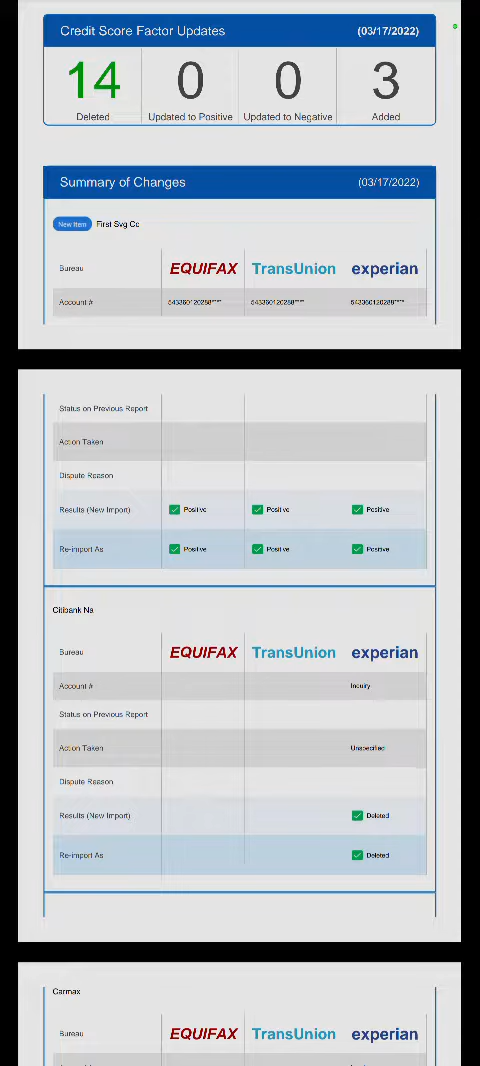 Credit Score Factor Updates (03/17/2022)
14 0 0 3
Deleted Updated to Positive Updated to Negative Added
Summary of Changes (03/17/2022)
New Item First Svg Cc
Bureau EQUIFAX TransUnion experian
Account # 543360120288**** 543360120288**** 543360120288****
Status on Previous Report
Action Taken
Dispute Reason
Results (New Import) Positive Positive Positive
Re-import As Positive Positive Positive
Citibank Na
Bureau EQUIFAX TransUnion experian
Account # Inquiry
Status on Previous Report
Action Taken Unspecified
Dispute Reason
Results (New Import) Deleted
Re-import As Deleted
Carmax
Bureau EQUIFAX TransUnion experian